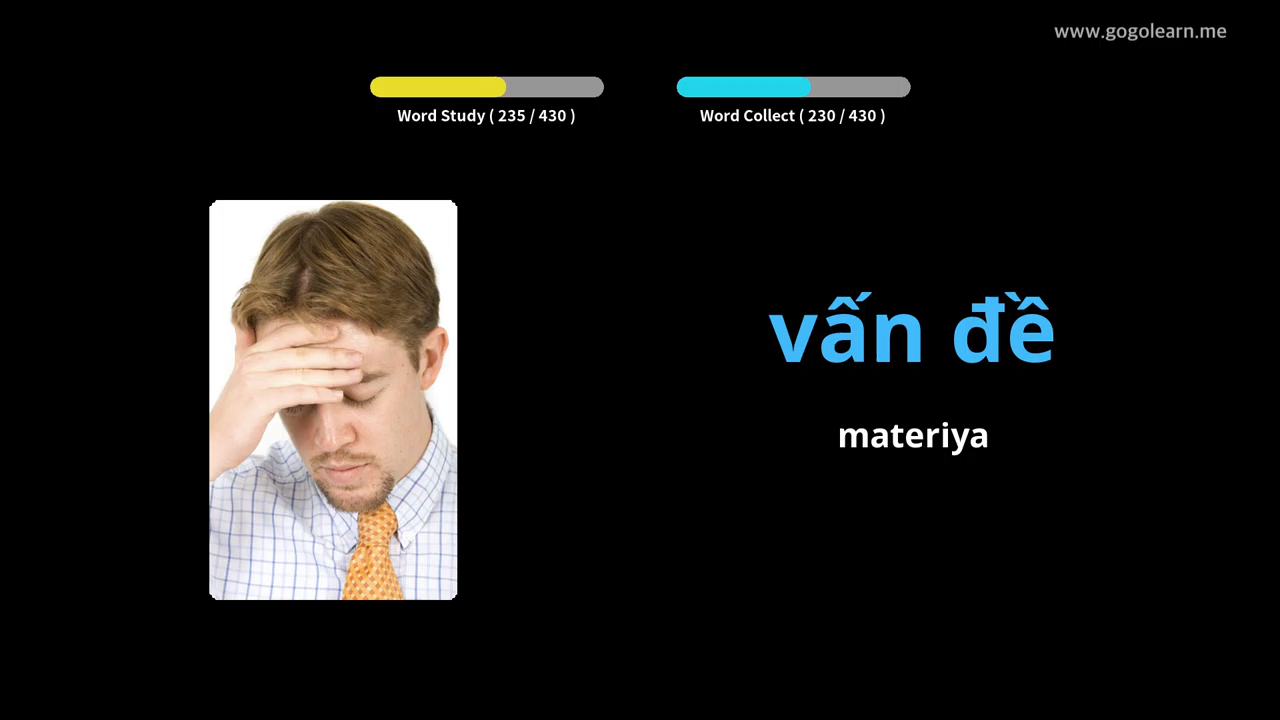 www.gogolearn.me
Word Study ( 235 / 430 )
Word Collect ( 230 / 430 )
vấn đề
materiya